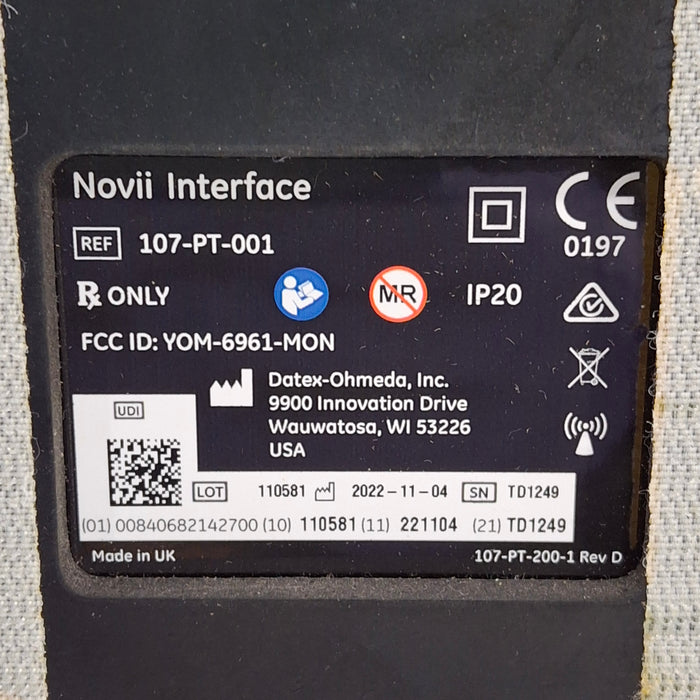 Novii Interface
REF 107-PT-001
CE
0197
Rx ONLY
MR
IP20
FCC ID: YOM-6961-MON
Datex-Ohmeda, Inc.
9900 Innovation Drive
Wauwatosa, WI 53226
USA
UDI
LOT 110581 2022-11-04 SN TD1249
(01) 00840682142700 (10) 110581 (11) 221104 (21) TD1249
Made in UK
107-PT-200-1 Rev D